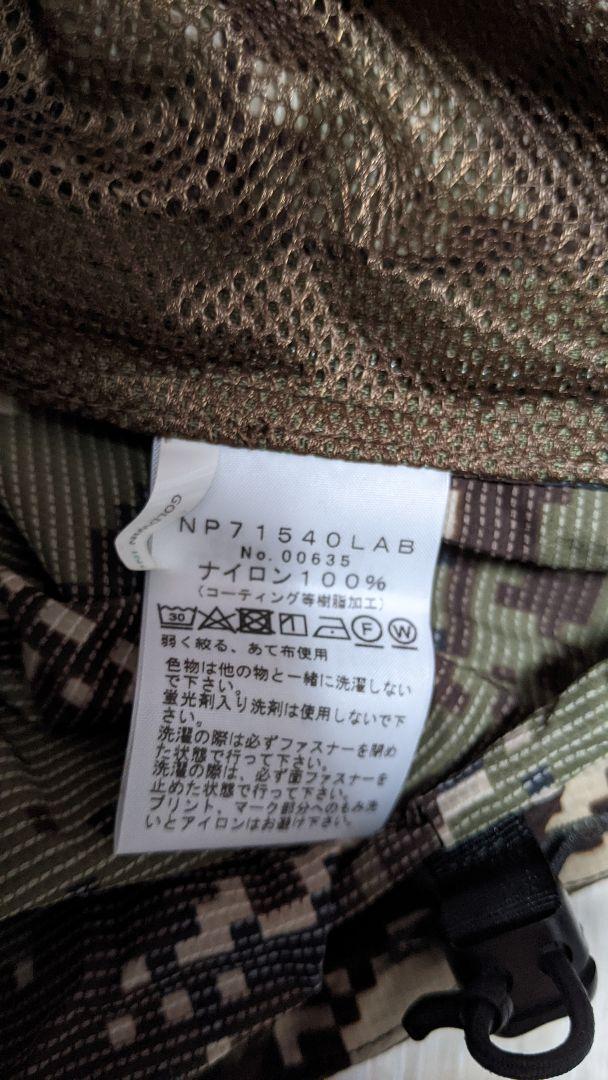 GOLDWIN
NP71540LAB
No.00635
ナイロン100%
(コーティング等樹脂加工)
30
F
W
弱く絞る、あて布使用
色物は他の物と一緒に洗濯しない
で下さい。
蛍光剤入り洗剤は使用しないで下
さい。
洗濯の際は必ずファスナーを閉め
た状態で行って下さい。
洗濯の際は、必ず面ファスナーを
止めた状態で行って下さい。
プリント、マーク部分へのもみ洗
いとアイロンはお避け下さい。